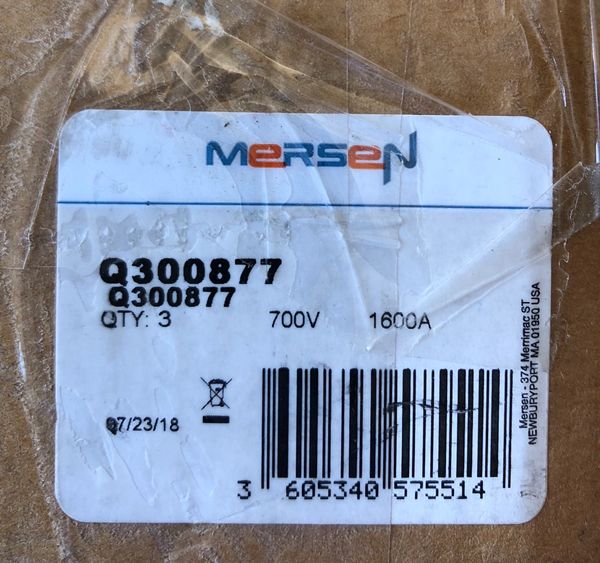 MERSEN
Q300877
Q300877
QTY: 3 700V 1600A
07/23/18
3 605340 575514
Mersen - 374 Merrimac ST
NEWBURYPORT MA 01950 USA